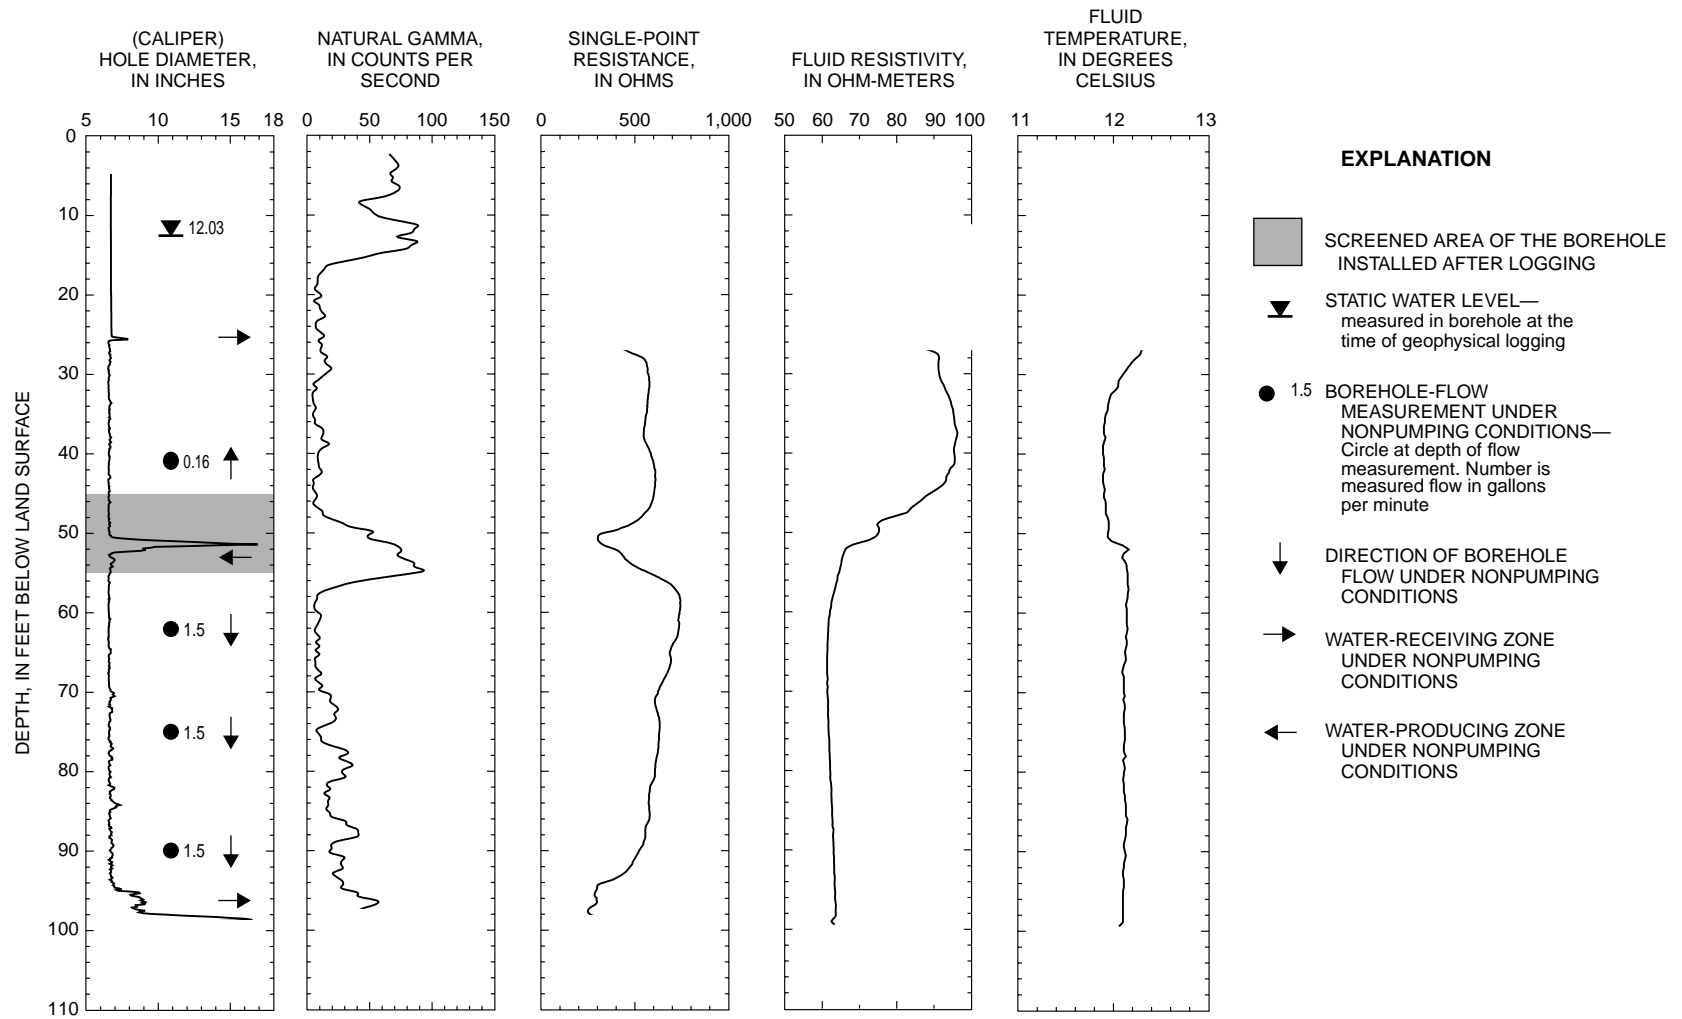 (CALIPER)
HOLE DIAMETER,
IN INCHES
NATURAL GAMMA,
IN COUNTS PER
SECOND
SINGLE-POINT
RESISTANCE,
IN OHMS
FLUID RESISTIVITY,
IN OHM-METERS
FLUID
TEMPERATURE,
IN DEGREES
CELSIUS
5 10 15 18
0 50 100 150
0 500 1,000
50 60 70 80 90 100
11 12 13
DEPTH, IN FEET BELOW LAND SURFACE
0
10
20
30
40
50
60
70
80
90
100
110
12.03
0.16
1.5
1.5
1.5
EXPLANATION
SCREENED AREA OF THE BOREHOLE
INSTALLED AFTER LOGGING
STATIC WATER LEVEL—
measured in borehole at the
time of geophysical logging
1.5 BOREHOLE-FLOW
MEASUREMENT UNDER
NONPUMPING CONDITIONS—
Circle at depth of flow
measurement. Number is
measured flow in gallons
per minute
DIRECTION OF BOREHOLE
FLOW UNDER NONPUMPING
CONDITIONS
WATER-RECEIVING ZONE
UNDER NONPUMPING
CONDITIONS
WATER-PRODUCING ZONE
UNDER NONPUMPING
CONDITIONS